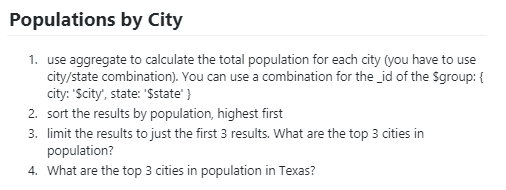 Populations by City
1. use aggregate to calculate the total population for each city (you have to use
city/state combination). You can use a combination for the _id of the $group: {
city: '$city', state: '$state' }
2. sort the results by population, highest first
3. limit the results to just the first 3 results. What are the top 3 cities in
population?
4. What are the top 3 cities in population in Texas?